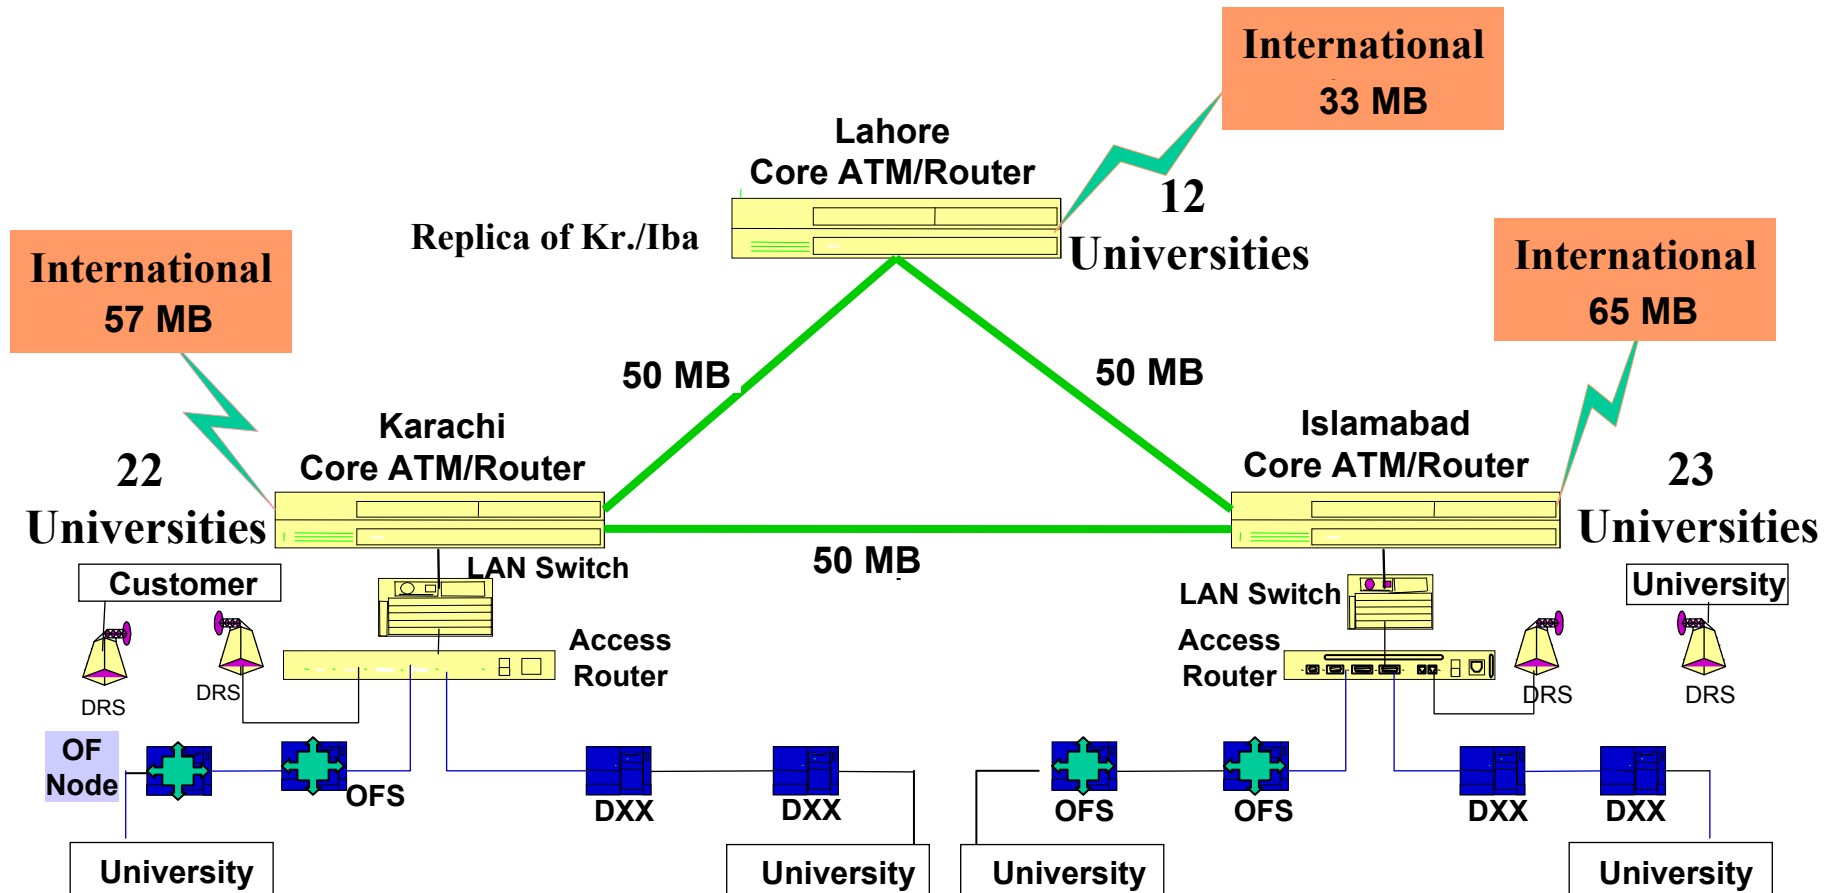 International
33 MB
Lahore
Core ATM/Router
12
Universities
Replica of Kr./Iba
International
57 MB
International
65 MB
50 MB
50 MB
Karachi
Core ATM/Router
Islamabad
Core ATM/Router
22
Universities
23
Universities
50 MB
LAN Switch
Customer
LAN Switch
University
Access
Router
Access
Router
DRS
DRS
DRS
DRS
OF
Node
OFS
DXX
DXX
OFS
OFS
DXX
DXX
University
University
University
University